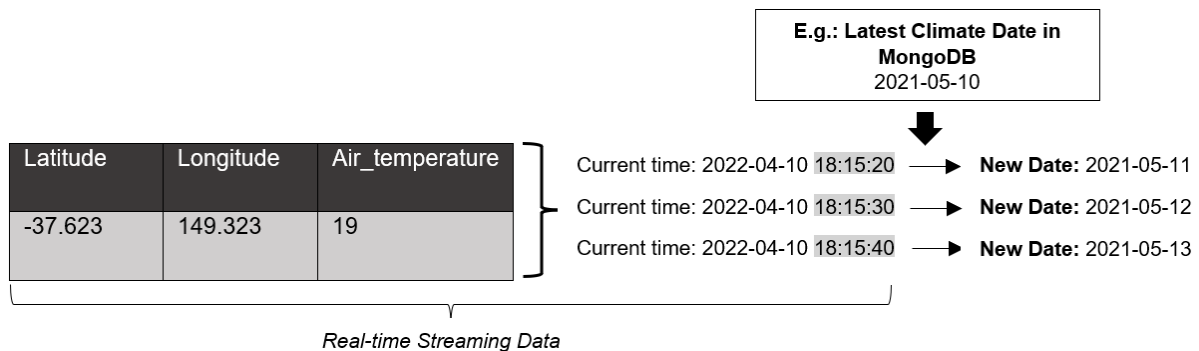 E.g.: Latest Climate Date in
MongoDB
2021-05-10
Latitude Longitude Air_temperature
-37.623 149.323 19
Current time: 2022-04-10 18:15:20 New Date: 2021-05-11
Current time: 2022-04-10 18:15:30 New Date: 2021-05-12
Current time: 2022-04-10 18:15:40 New Date: 2021-05-13
Real-time Streaming Data